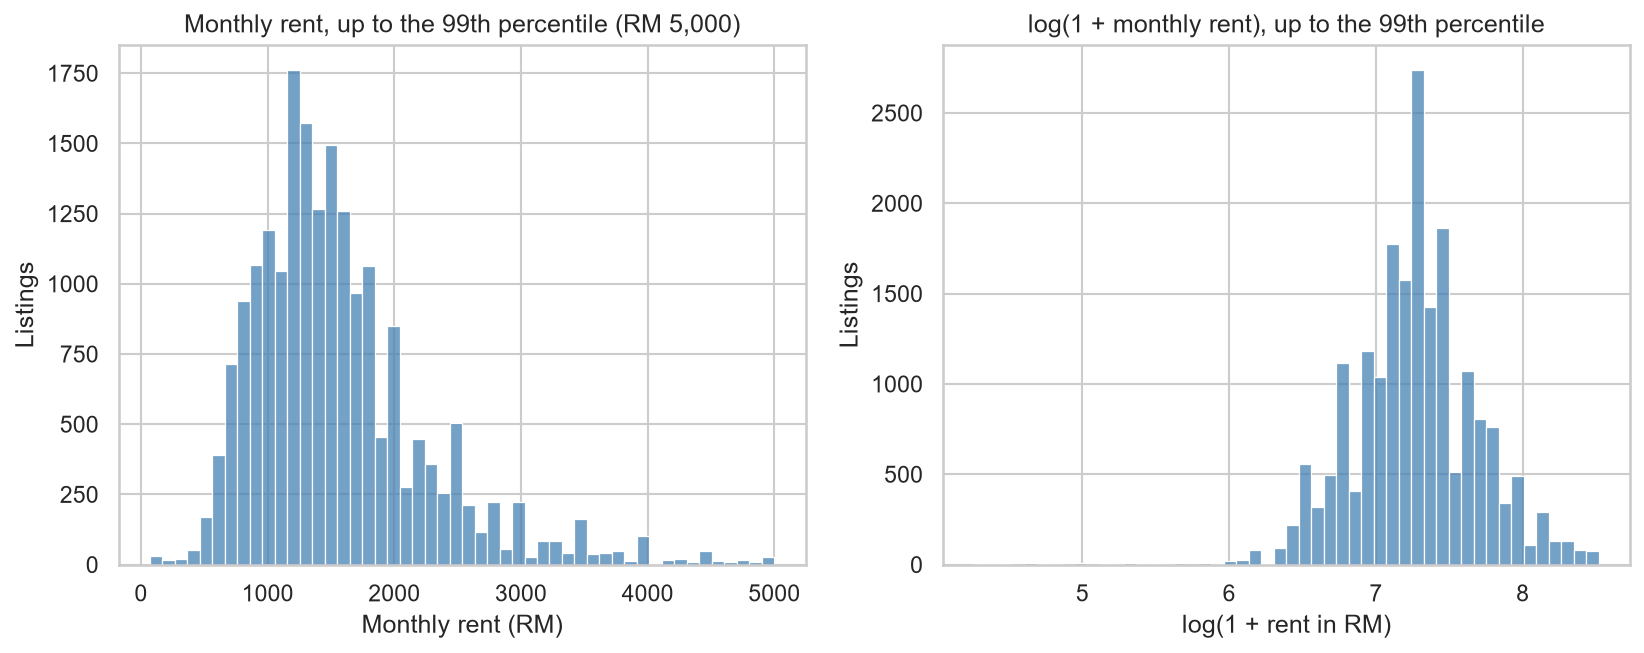 Monthly rent, up to the 99th percentile (RM 5,000)
1750
1500
1250
1000
750
500
250
0
Listings
0 1000 2000 3000 4000 5000
Monthly rent (RM)
log(1 + monthly rent), up to the 99th percentile
2500
2000
1500
1000
500
0
Listings
5 6 7 8
log(1 + rent in RM)